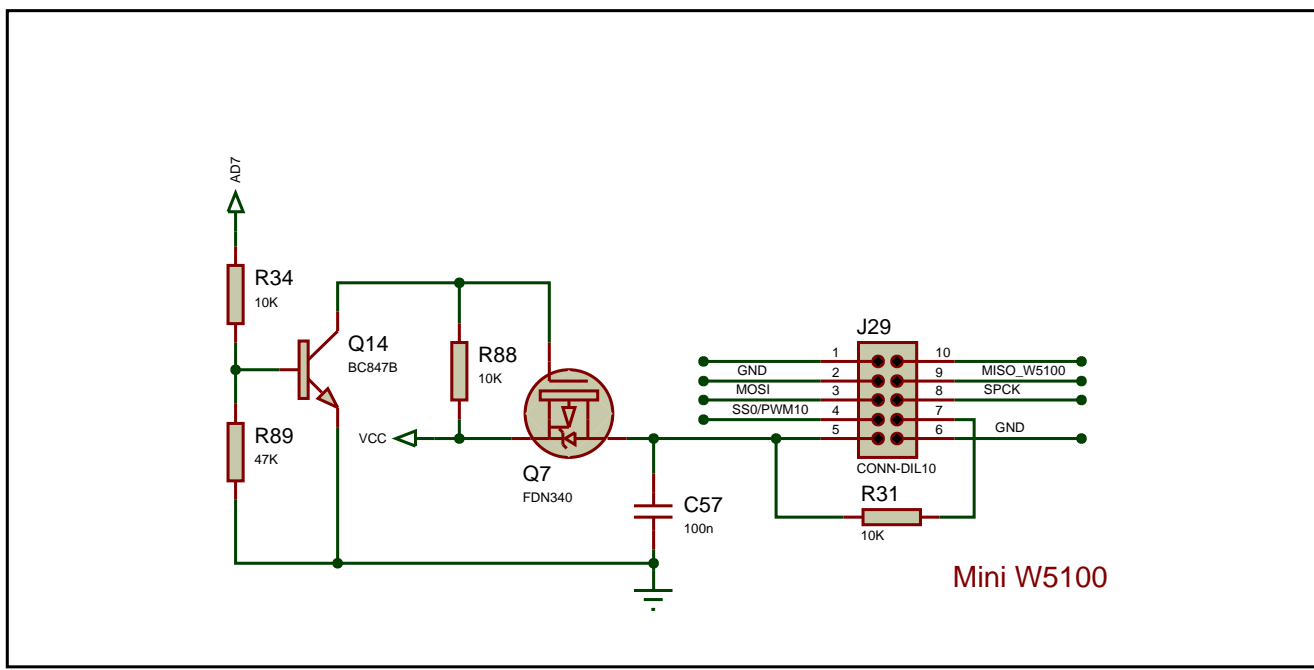 AD7
R34
10K
Q14
BC847B
R89
47K
R88
10K
VCC
Q7
FDN340
C57
100n
J29
1 10
GND 2 9 MISO_W5100
MOSI 3 8 SPCK
SS0/PWM10 4 7
5 6 GND
CONN-DIL10
R31
10K
Mini W5100